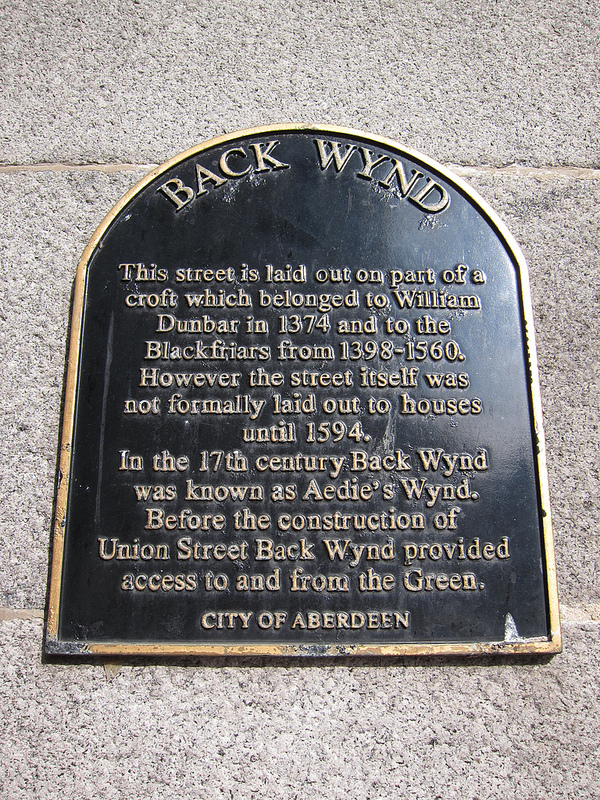 BACK WYND
This street is laid out on part of a
croft which belonged to William
Dunbar in 1374 and to the
Blackfriars from 1398-1560.
However the street itself was
not formally laid out to houses
until 1594.
In the 17th century Back Wynd
was known as Aedie's Wynd.
Before the construction of
Union Street Back Wynd provided
access to and from the Green.
CITY OF ABERDEEN